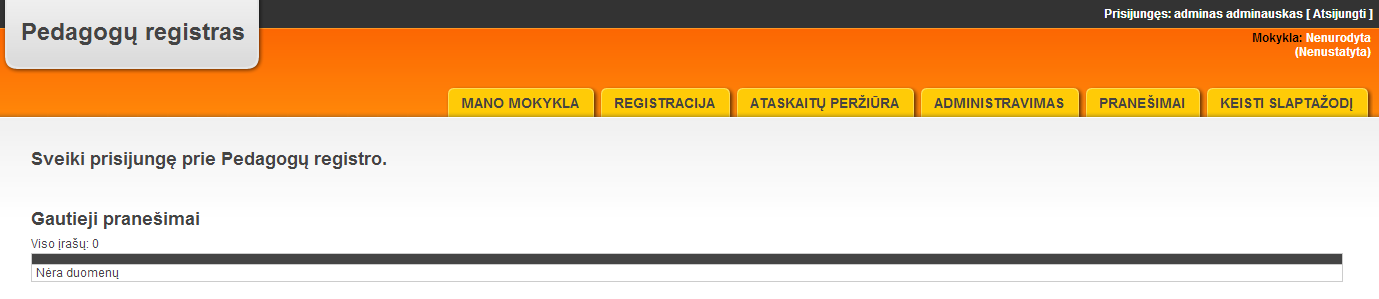 Pedagogų registras
Prisijungęs: adminas adminauskas [ Atsijungti ]
Mokykla: Nenurodyta
(Nenustatyta)
MANO MOKYKLA REGISTRACIJA ATASKAITŲ PERŽIŪRA ADMINISTRAVIMAS PRANEŠIMAI KEISTI SLAPTAŽODĮ
Sveiki prisijungę prie Pedagogų registro.
Gautieji pranešimai
Viso įrašų: 0
Nėra duomenų